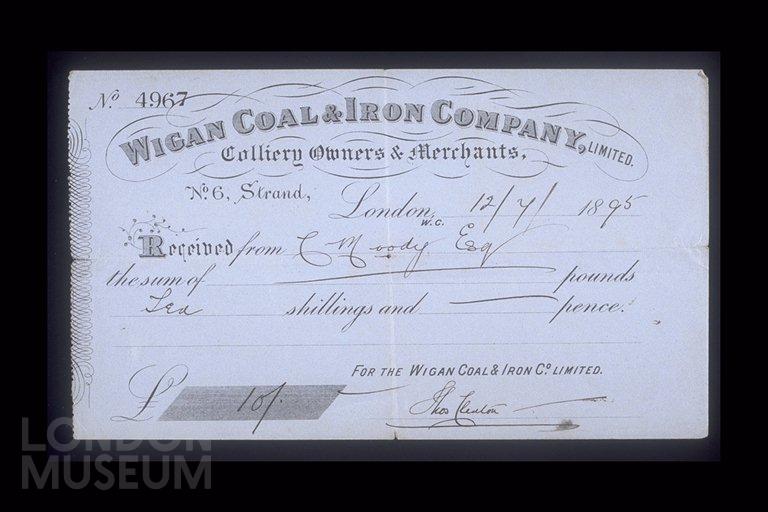 No. 4967
WIGAN COAL & IRON COMPANY, LIMITED.
Colliery Owners & Merchants,
No. 6, Strand,
London, W.C. 12/7/1895
Received from C Moody Esq
the sum of — pounds
Ten shillings and — pence.
FOR THE WIGAN COAL & IRON Co. LIMITED.
£ 10/.
Thos Clenton
LONDON
MUSEUM